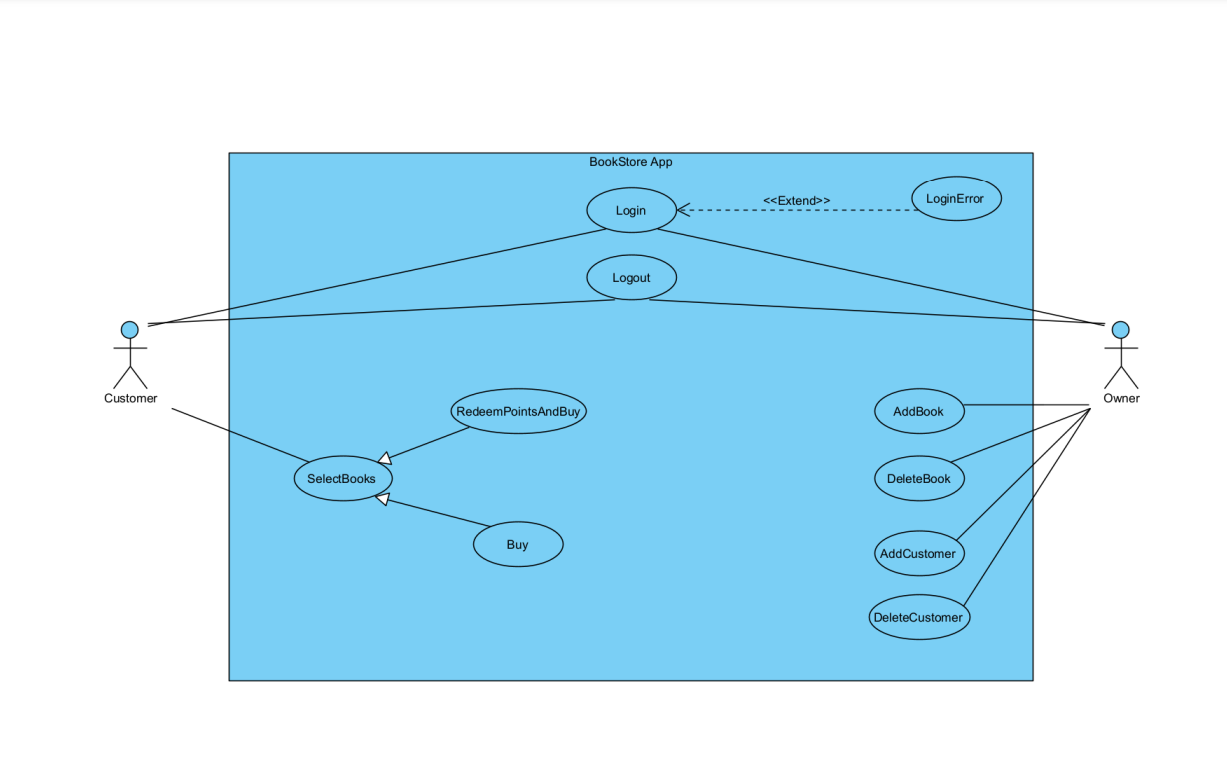 BookStore App
Login
<<Extend>>
LoginError
Logout
Customer
Owner
RedeemPointsAndBuy
AddBook
SelectBooks
DeleteBook
Buy
AddCustomer
DeleteCustomer